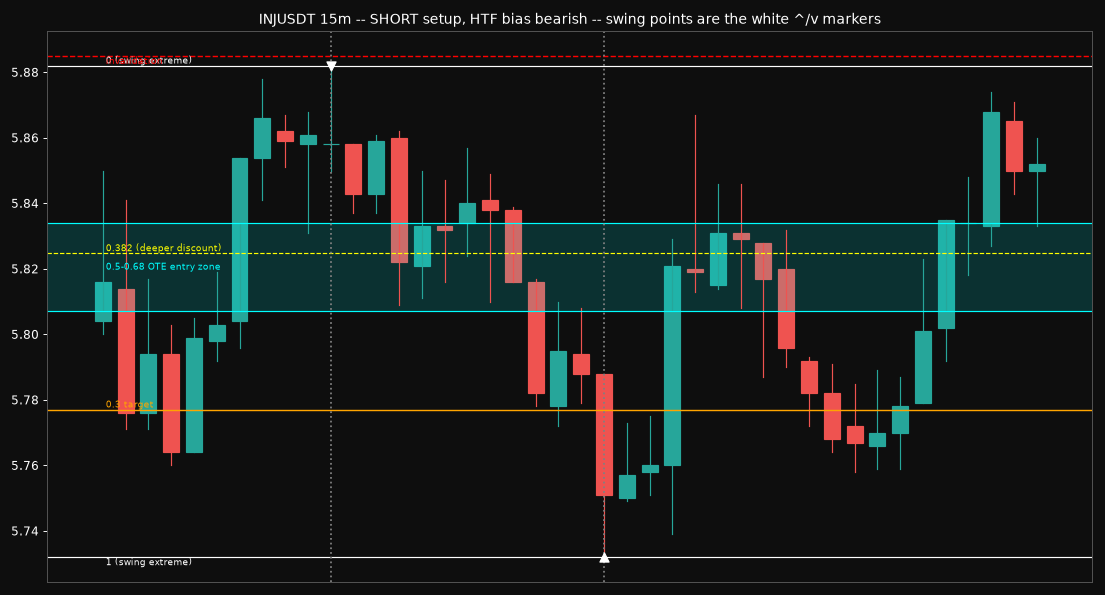 INJUSDT 15m -- SHORT setup, HTF bias bearish -- swing points are the white ^/v markers
5.88
5.86
5.84
5.82
5.80
5.78
5.76
5.74
0 (swing extreme)
0.382 (deeper discount)
0.5-0.68 OTE entry zone
0.3 target
1 (swing extreme)